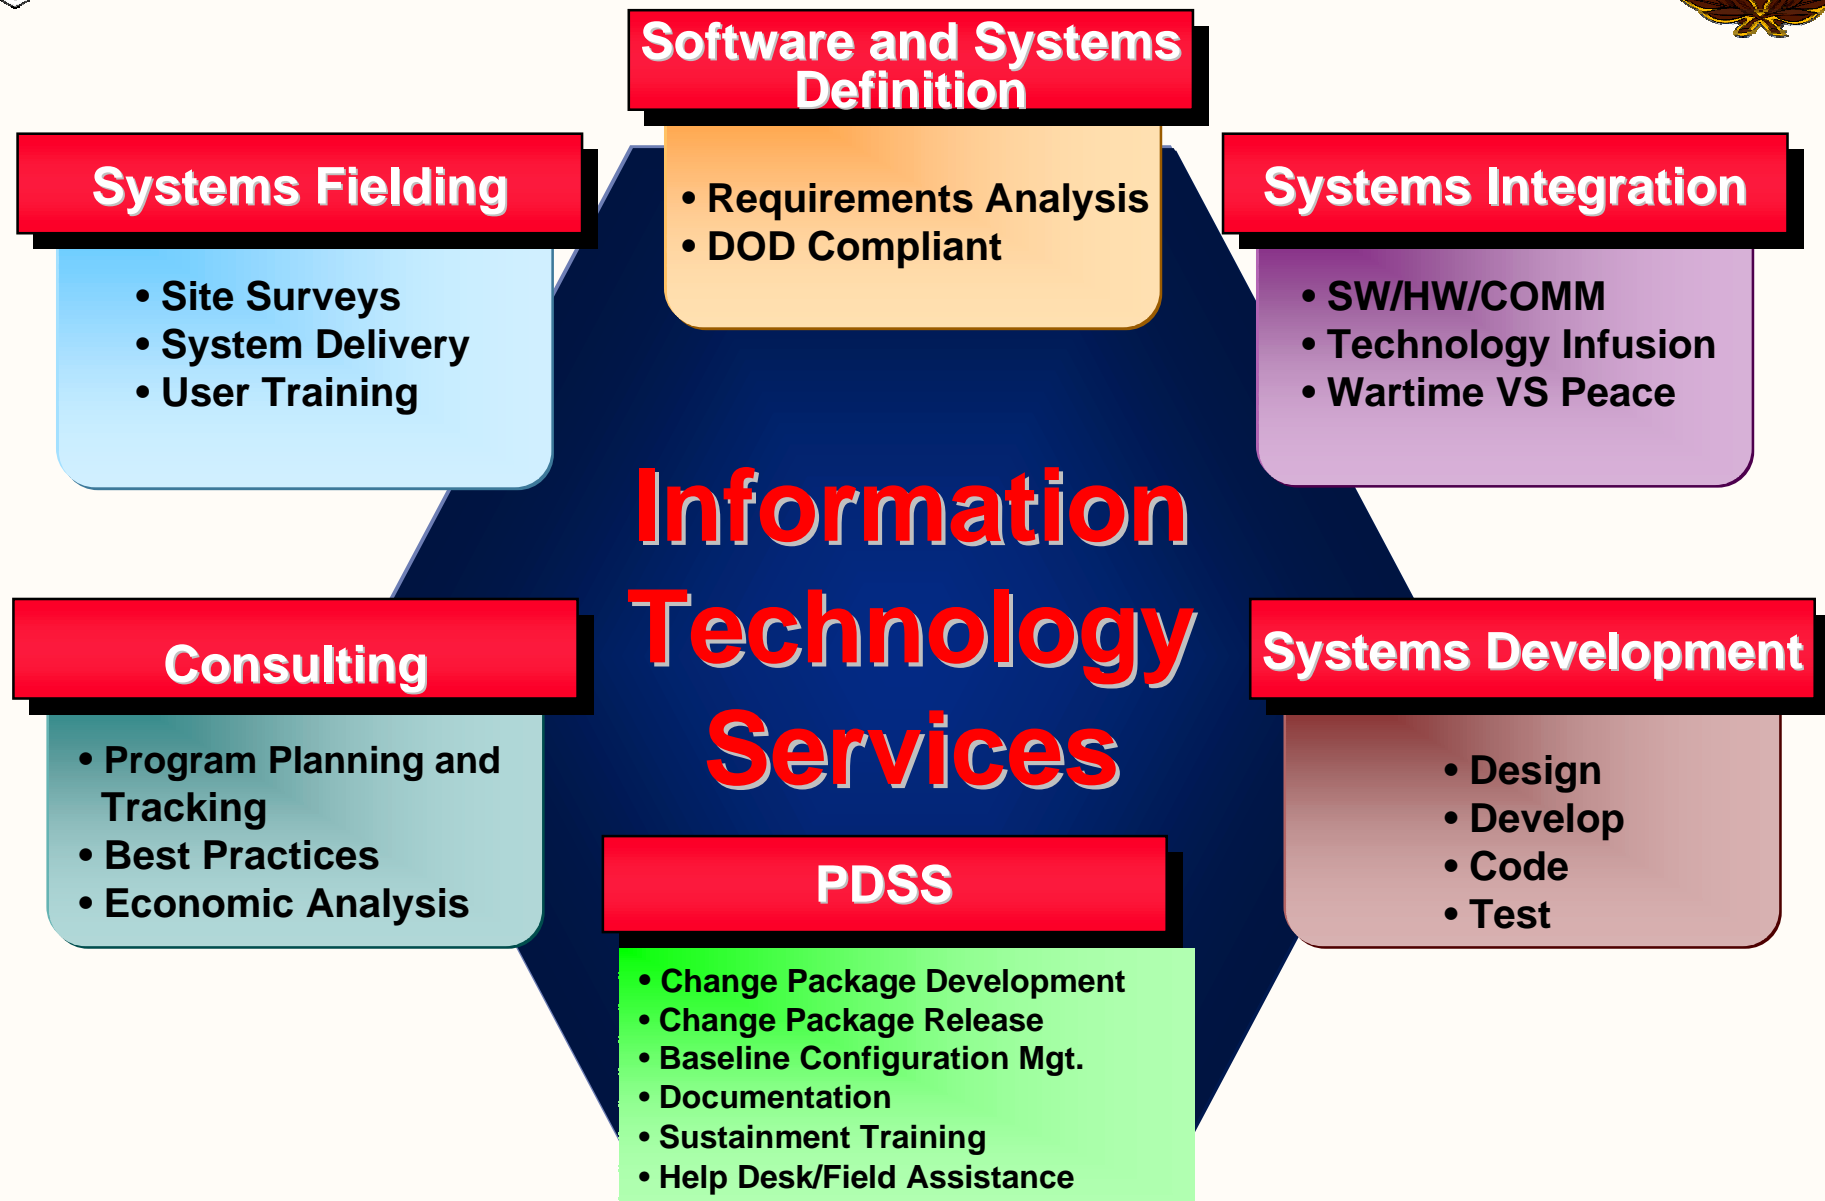 Software and Systems
Definition
• Requirements Analysis
• DOD Compliant
Systems Fielding
• Site Surveys
• System Delivery
• User Training
Systems Integration
• SW/HW/COMM
• Technology Infusion
• Wartime VS Peace
Information
Technology
Services
Consulting
• Program Planning and
Tracking
• Best Practices
• Economic Analysis
Systems Development
• Design
• Develop
• Code
• Test
PDSS
• Change Package Development
• Change Package Release
• Baseline Configuration Mgt.
• Documentation
• Sustainment Training
• Help Desk/Field Assistance